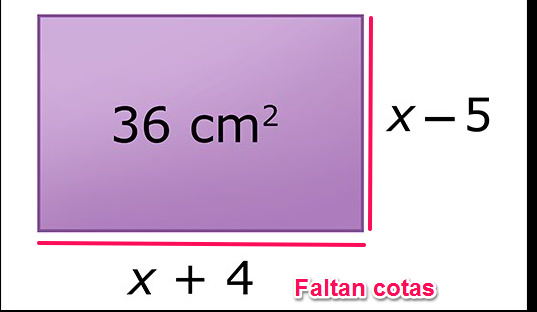 36 cm²
x – 5
x + 4
Faltan cotas